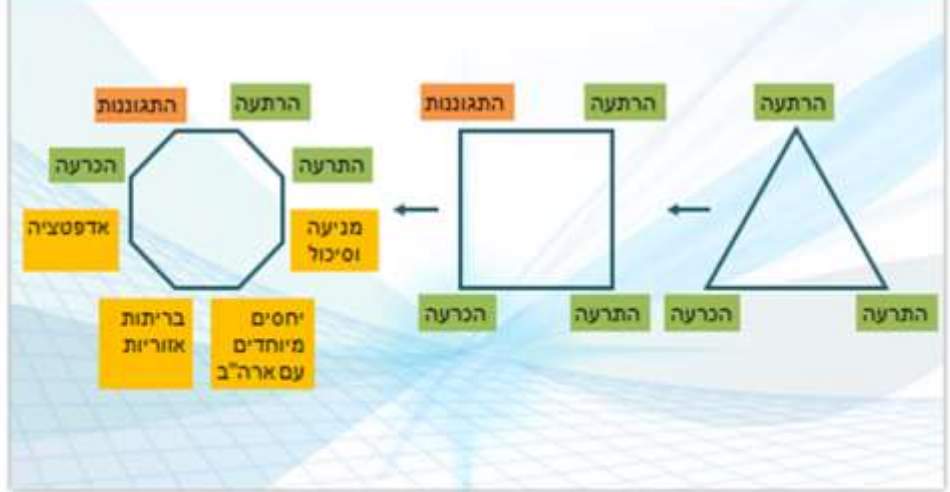 הרתעה
התרעה
הכרעה
הרתעה
התגוננות
התרעה
הכרעה
הרתעה
התגוננות
התרעה
הכרעה
מניעה
וסיכול
אדפטציה
יחסים
מיוחדים
עם ארה"ב
בריתות
אזוריות